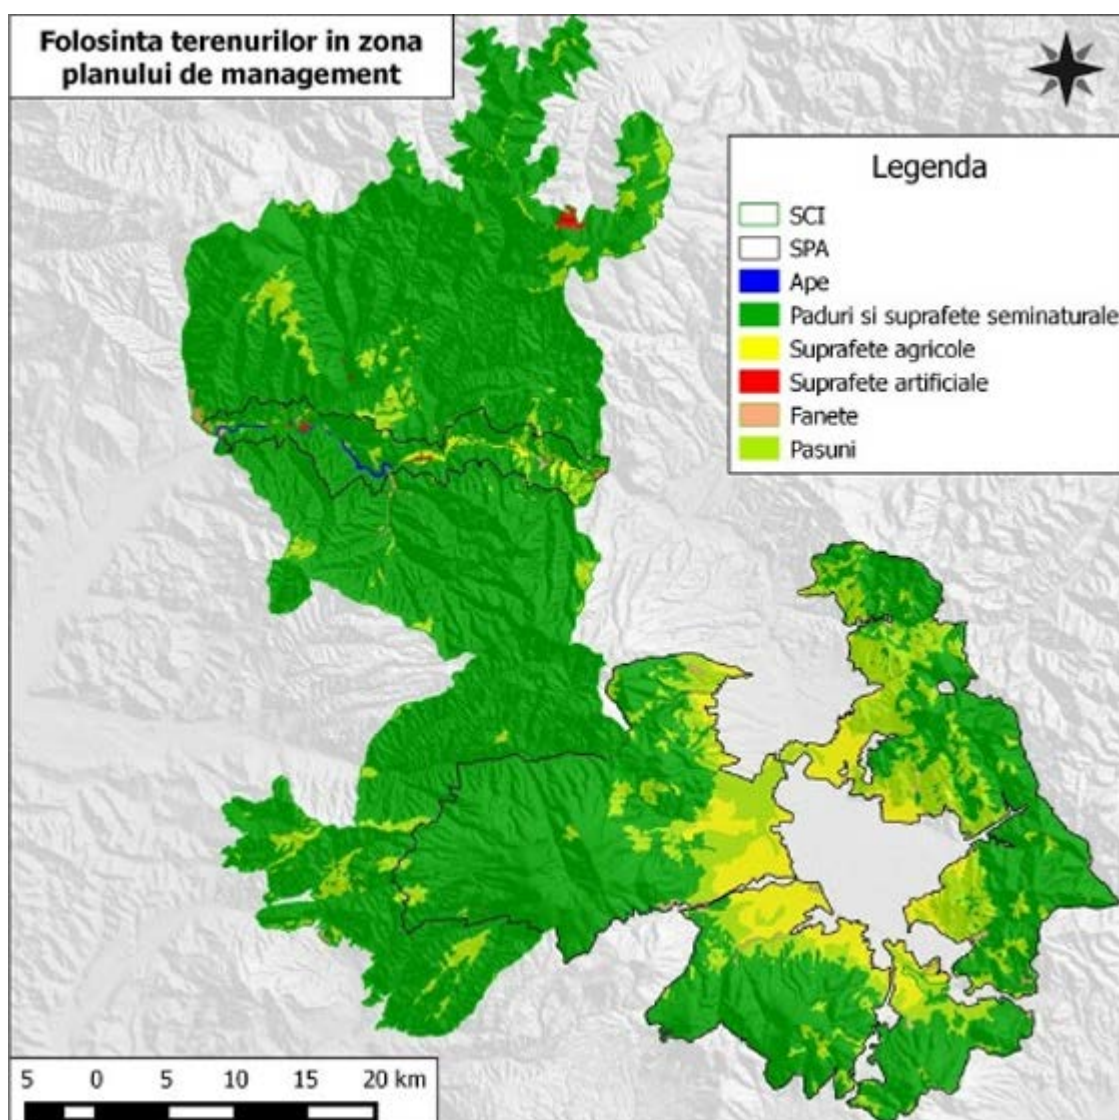 Folosinta terenurilor in zona
planului de management
Legenda
SCI
SPA
Ape
Paduri si suprafete seminaturale
Suprafete agricole
Suprafete artificiale
Fanete
Pasuni
5 0 5 10 15 20 km